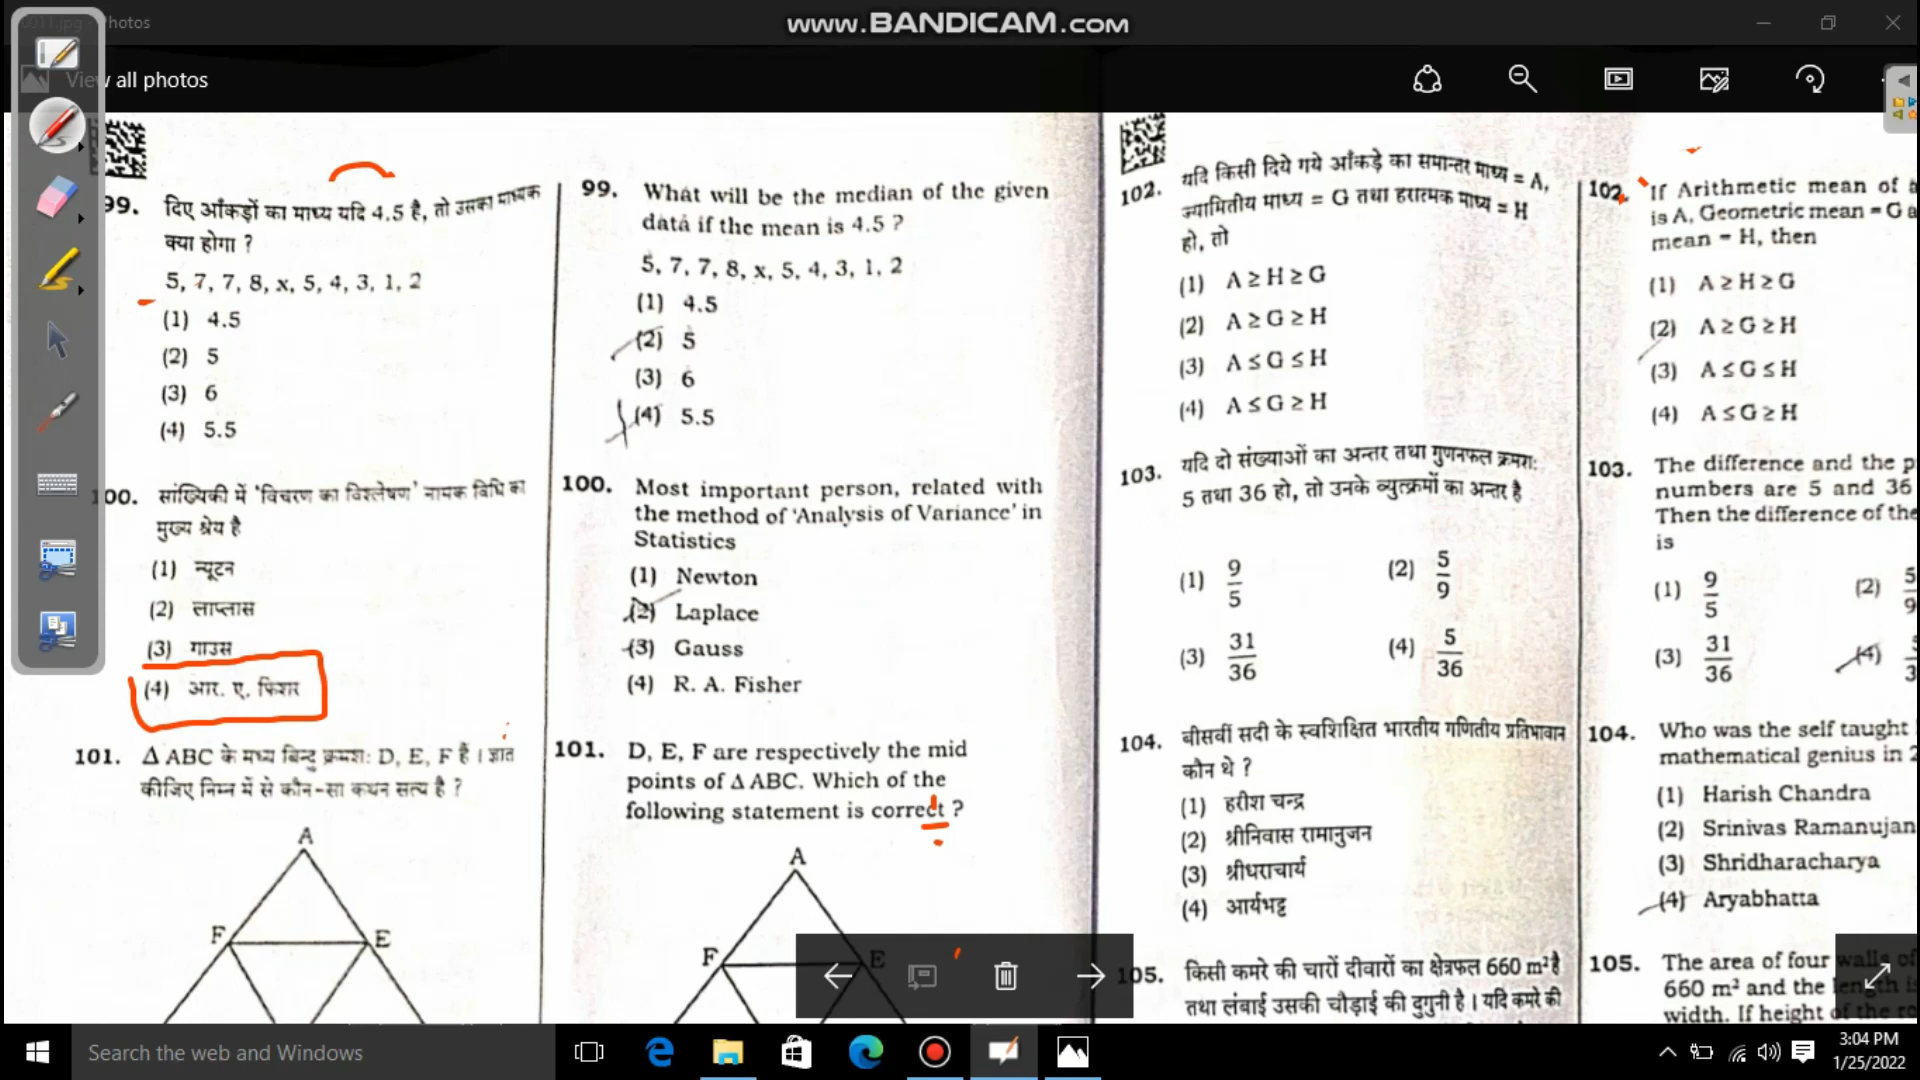 www.BANDICAM.com
Photos
View all photos
99. दिए आँकड़ों का माध्य यदि 4.5 है, तो उसका माध्यक
क्या होगा ?
5, 7, 7, 8, x, 5, 4, 3, 1, 2
(1) 4.5
(2) 5
(3) 6
(4) 5.5
100. सांख्यिकी में 'विचरण का विश्लेषण' नामक विधि का
मुख्य श्रेय है
(1) न्यूटन
(2) लाप्लास
(3) गाउस
(4) आर. ए. फिशर
101. Δ ABC के मध्य बिन्दु क्रमश: D, E, F हैं । ज्ञात
कीजिए निम्न में से कौन-सा कथन सत्य है ?
A
F E
99. What will be the median of the given
data if the mean is 4.5 ?
5, 7, 7, 8, x, 5, 4, 3, 1, 2
(1) 4.5
(2) 5
(3) 6
(4) 5.5
100. Most important person, related with
the method of 'Analysis of Variance' in
Statistics
(1) Newton
(2) Laplace
(3) Gauss
(4) R. A. Fisher
101. D, E, F are respectively the mid
points of Δ ABC. Which of the
following statement is correct ?
A
F E
102. यदि किसी दिये गये आँकड़े का समान्तर माध्य = A,
ज्यामितीय माध्य = G तथा हरात्मक माध्य = H
हो, तो
(1) A ≥ H ≥ G
(2) A ≥ G ≥ H
(3) A ≤ G ≤ H
(4) A ≤ G ≥ H
103. यदि दो संख्याओं का अन्तर तथा गुणनफल क्रमश:
5 तथा 36 हो, तो उनके व्युत्क्रमों का अन्तर है
(1) 9/5 (2) 5/9
(3) 31/36 (4) 5/36
104. बीसवीं सदी के स्वशिक्षित भारतीय गणितीय प्रतिभावान
कौन थे ?
(1) हरीश चन्द्र
(2) श्रीनिवास रामानुजन
(3) श्रीधराचार्य
(4) आर्यभट्ट
105. किसी कमरे की चारों दीवारों का क्षेत्रफल 660 m² है
तथा लंबाई उसकी चौड़ाई की दुगुनी है । यदि कमरे की
102. If Arithmetic mean of
is A, Geometric mean = G
mean = H, then
(1) A ≥ H ≥ G
(2) A ≥ G ≥ H
(3) A ≤ G ≤ H
(4) A ≤ G ≥ H
103. The difference and the
numbers are 5 and 36
Then the difference of the
is
(1) 9/5 (2)
(3) 31/36 (4)
104. Who was the self taught
mathematical genius in
(1) Harish Chandra
(2) Srinivas Ramanujan
(3) Shridharacharya
(4) Aryabhatta
105. The area of four walls of
660 m² and the length is
width. If height of the
Search the web and Windows
3:04 PM
1/25/2022